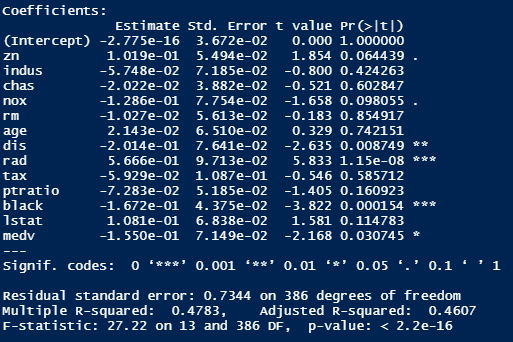 Coefficients:
              Estimate Std. Error t value Pr(>|t|)
(Intercept) -2.775e-16  3.672e-02   0.000 1.000000
zn           1.019e-01  5.494e-02   1.854 0.064439 .
indus       -5.748e-02  7.185e-02  -0.800 0.424263
chas        -2.022e-02  3.882e-02  -0.521 0.602847
nox         -1.286e-01  7.754e-02  -1.658 0.098055 .
rm          -1.027e-02  5.613e-02  -0.183 0.854917
age          2.143e-02  6.510e-02   0.329 0.742151
dis         -2.014e-01  7.641e-02  -2.635 0.008749 **
rad          5.666e-01  9.713e-02   5.833 1.15e-08 ***
tax         -5.929e-02  1.087e-01  -0.546 0.585712
ptratio     -7.283e-02  5.185e-02  -1.405 0.160923
black       -1.672e-01  4.375e-02  -3.822 0.000154 ***
lstat        1.081e-01  6.838e-02   1.581 0.114783
medv        -1.550e-01  7.149e-02  -2.168 0.030745 *
---
Signif. codes:  0 ‘***’ 0.001 ‘**’ 0.01 ‘*’ 0.05 ‘.’ 0.1 ‘ ’ 1
Residual standard error: 0.7344 on 386 degrees of freedom
Multiple R-squared:  0.4783,    Adjusted R-squared:  0.4607
F-statistic: 27.22 on 13 and 386 DF,  p-value: < 2.2e-16